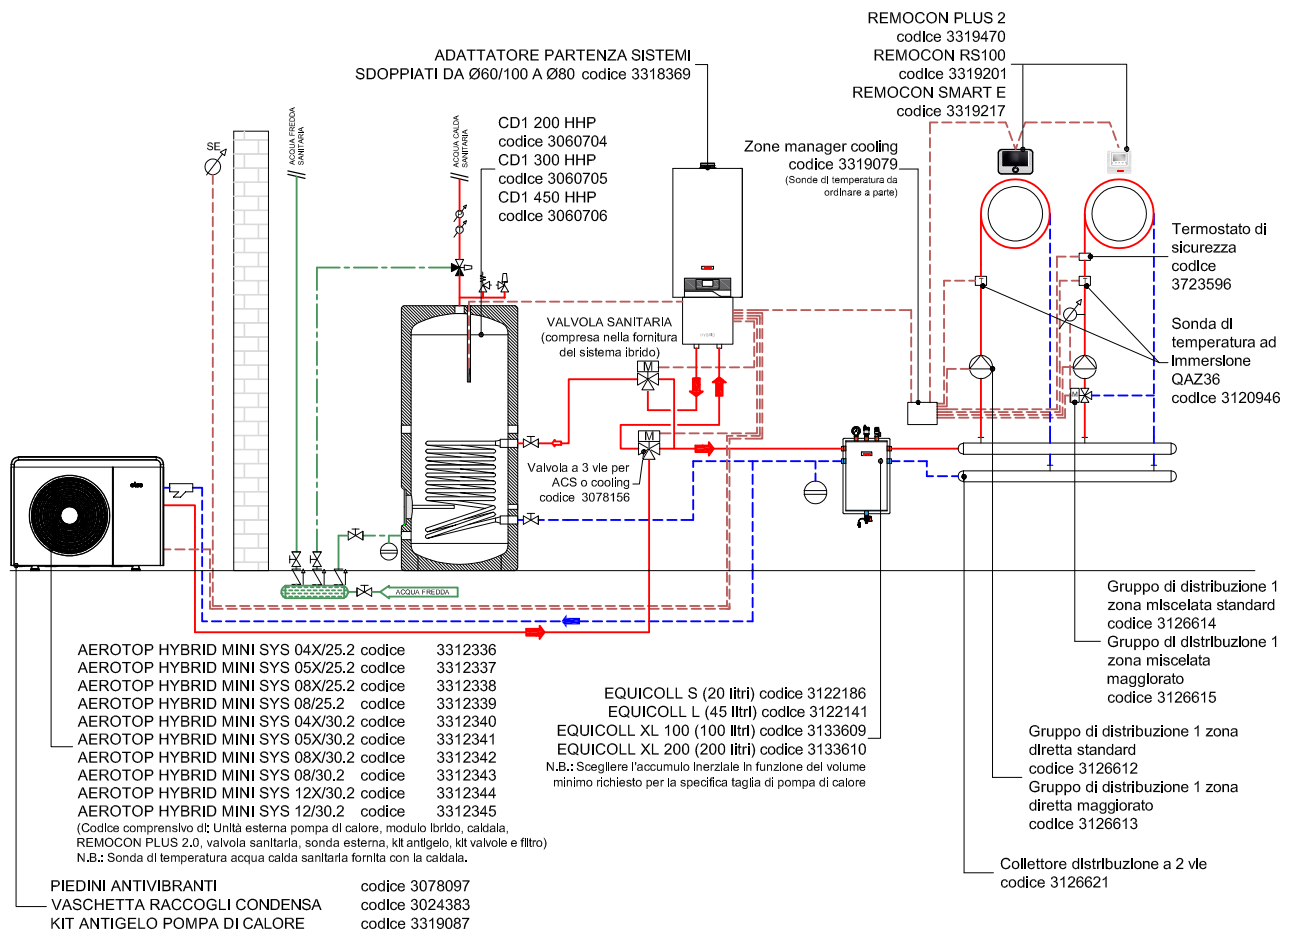 REMOCON PLUS 2
codice 3319470
REMOCON RS100
codice 3319201
REMOCON SMART E
codice 3319217
ADATTATORE PARTENZA SISTEMI
SDOPPIATI DA Ø60/100 A Ø80 codice 3318369
CD1 200 HHP
codice 3060704
CD1 300 HHP
codice 3060705
CD1 450 HHP
codice 3060706
Zone manager cooling
codice 3319079
(Sonde di temperatura da
ordinare a parte)
SE
ACQUA FREDDA
SANITARIA
ACQUA CALDA
SANITARIA
Termostato di
sicurezza
codice
3723596
Sonda di
temperatura ad
immersione
QAZ36
codice 3120946
VALVOLA SANITARIA
(compresa nella fornitura
del sistema ibrido)
M
M
M
T
T
Valvola a 3 vie per
ACS o cooling
codice 3078156
elco
ACQUA FREDDA
Gruppo di distribuzione 1
zona miscelata standard
codice 3126614
Gruppo di distribuzione 1
zona miscelata
maggiorato
codice 3126615
AEROTOP HYBRID MINI SYS 04X/25.2 codice 3312336
AEROTOP HYBRID MINI SYS 05X/25.2 codice 3312337
AEROTOP HYBRID MINI SYS 08X/25.2 codice 3312338
AEROTOP HYBRID MINI SYS 08/25.2 codice 3312339
AEROTOP HYBRID MINI SYS 04X/30.2 codice 3312340
AEROTOP HYBRID MINI SYS 05X/30.2 codice 3312341
AEROTOP HYBRID MINI SYS 08X/30.2 codice 3312342
AEROTOP HYBRID MINI SYS 08/30.2 codice 3312343
AEROTOP HYBRID MINI SYS 12X/30.2 codice 3312344
AEROTOP HYBRID MINI SYS 12/30.2 codice 3312345
(Codice comprensivo di: Unità esterna pompa di calore, modulo ibrido, caldaia,
REMOCON PLUS 2.0, valvola sanitaria, sonda esterna, kit antigelo, kit valvole e filtro)
N.B.: Sonda di temperatura acqua calda sanitaria fornita con la caldaia.
EQUICOLL S (20 litri) codice 3122186
EQUICOLL L (45 litri) codice 3122141
EQUICOLL XL 100 (100 litri) codice 3133609
EQUICOLL XL 200 (200 litri) codice 3133610
N.B.: Scegliere l'accumulo inerziale in funzione del volume
minimo richiesto per la specifica taglia di pompa di calore
Gruppo di distribuzione 1 zona
diretta standard
codice 3126612
Gruppo di distribuzione 1 zona
diretta maggiorato
codice 3126613
Collettore distribuzione a 2 vie
codice 3126621
PIEDINI ANTIVIBRANTI codice 3078097
VASCHETTA RACCOGLI CONDENSA codice 3024383
KIT ANTIGELO POMPA DI CALORE codice 3319087